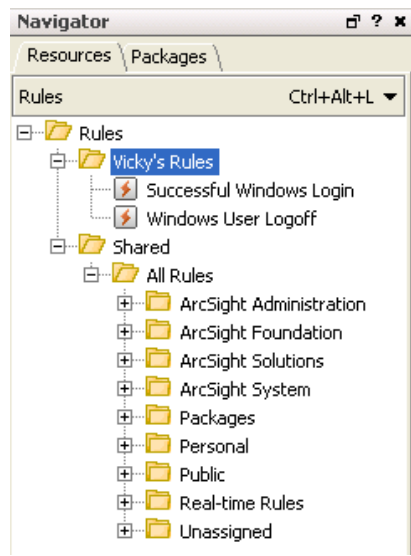 Navigator ?
Resources Packages
Rules Ctrl+Alt+L
Rules
Vicky's Rules
Successful Windows Login
Windows User Logoff
Shared
All Rules
ArcSight Administration
ArcSight Foundation
ArcSight Solutions
ArcSight System
Packages
Personal
Public
Real-time Rules
Unassigned